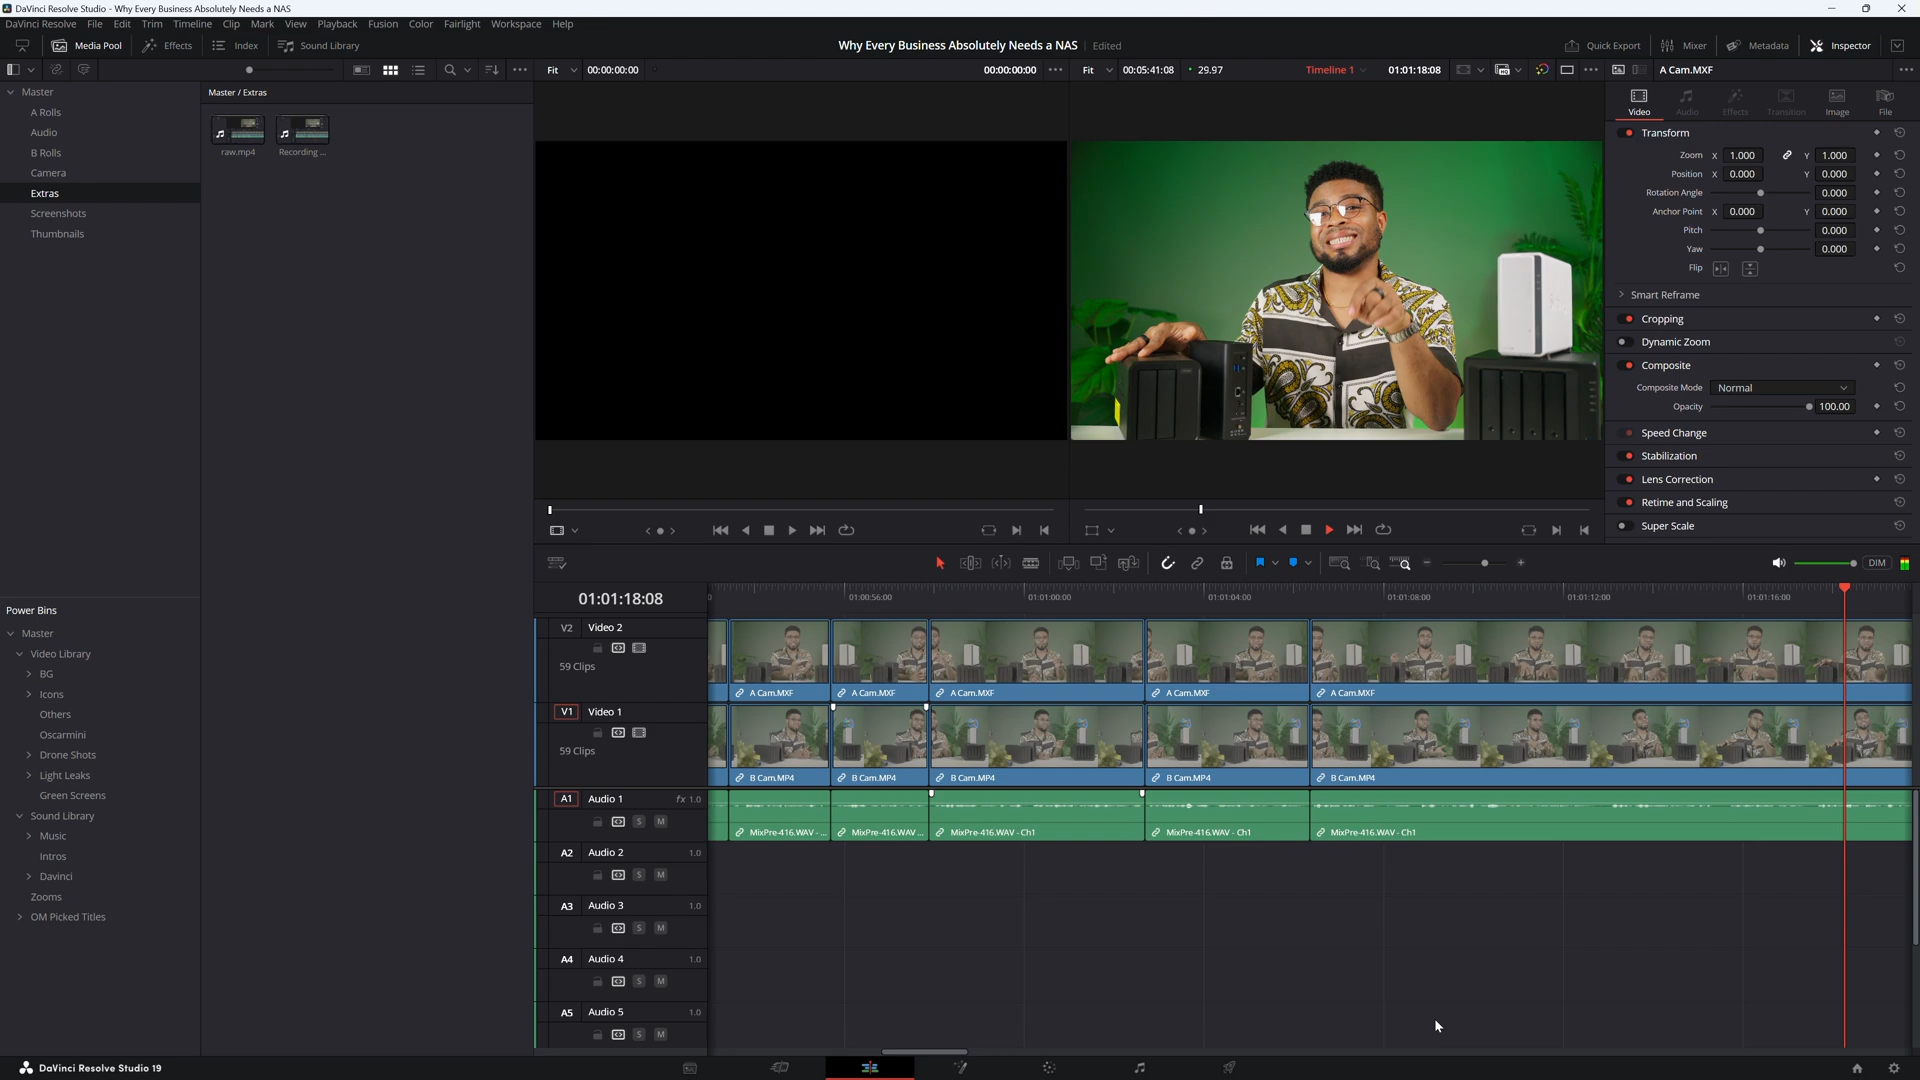 DaVinci Resolve Studio - Why Every Business Absolutely Needs a NAS
DaVinci Resolve File Edit Trim Timeline Clip Mark View Playback Fusion Color Fairlight Workspace Help
Media Pool Effects Index Sound Library
Why Every Business Absolutely Needs a NAS Edited
Quick Export Mixer Metadata Inspector
Fit 00:00:00:00 00:00:00:00
Fit 00:05:41:08 29.97 Timeline 1 01:01:18:08
A Cam.MXF
Master
A Rolls
Audio
B Rolls
Camera
Extras
Screenshots
Thumbnails
Master / Extras
raw.mp4 Recording ...
Video Audio Effects Transition Image File
Transform
Zoom X 1.000 Y 1.000
Position X 0.000 Y 0.000
Rotation Angle 0.000
Anchor Point X 0.000 Y 0.000
Pitch 0.000
Yaw 0.000
Flip
Smart Reframe
Cropping
Dynamic Zoom
Composite
Composite Mode Normal
Opacity 100.00
Speed Change
Stabilization
Lens Correction
Retime and Scaling
Super Scale
DIM
Power Bins
Master
Video Library
BG
Icons
Others
Oscarmini
Drone Shots
Light Leaks
Green Screens
Sound Library
Music
Intros
Davinci
Zooms
OM Picked Titles
01:01:18:08
01:00:56:00 01:01:00:00 01:01:04:00 01:01:08:00 01:01:12:00 01:01:16:00
V2 Video 2
59 Clips
A Cam.MXF A Cam.MXF A Cam.MXF A Cam.MXF A Cam.MXF
V1 Video 1
59 Clips
B Cam.MP4 B Cam.MP4 B Cam.MP4 B Cam.MP4 B Cam.MP4
A1 Audio 1 fx 1.0
S M
MixPre-416.WAV - ... MixPre-416.WAV ... MixPre-416.WAV - Ch1 MixPre-416.WAV - Ch1 MixPre-416.WAV - Ch1
A2 Audio 2 1.0
S M
A3 Audio 3 1.0
S M
A4 Audio 4 1.0
S M
A5 Audio 5 1.0
S M
DaVinci Resolve Studio 19